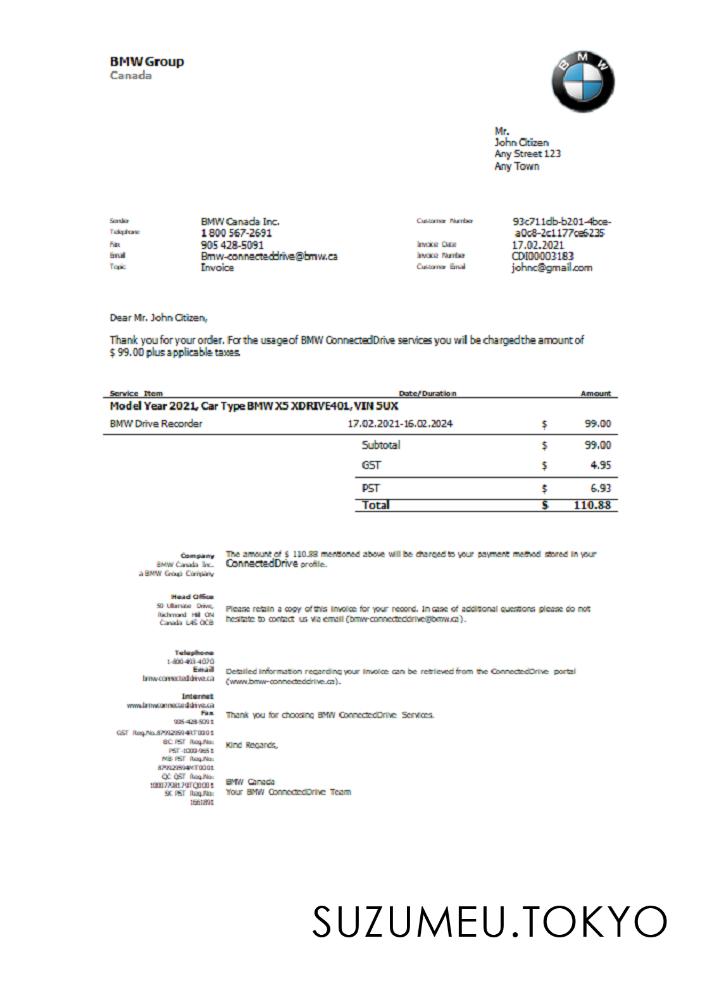 BMW Group
Canada
B M W
Mr.
John Citizen
Any Street 123
Any Town
Sender BMW Canada Inc. Customer Number 93c711db-b201-4bce-
Telephone 1 800 567-2691 a0c8-2c1177ce6235
Fax 905 428-5091 Invoice Date 17.02.2021
Email Bmw-connecteddrive@bmw.ca Invoice Number CDI00003183
Topic Invoice Customer Email johnc@gmail.com
Dear Mr. John Citizen,
Thank you for your order. For the usage of BMW ConnectedDrive services you will be charged the amount of
$ 99.00 plus applicable taxes.
Service Item Date/Duration Amount
Model Year 2021, Car Type BMW X5 XDRIVE40I, VIN 5UX
BMW Drive Recorder 17.02.2021-16.02.2024 $ 99.00
Subtotal $ 99.00
GST $ 4.95
PST $ 6.93
Total $ 110.88
Company
BMW Canada Inc.
a BMW Group Company
The amount of $ 110.88 mentioned above will be charged to your payment method stored in your
ConnectedDrive profile.
Head Office
50 Ultimate Drive,
Richmond Hill ON
Canada L4S 0C8
Please retain a copy of this invoice for your record. In case of additional questions please do not
hesitate to contact us via email (bmw-connecteddrive@bmw.ca).
Telephone
1-800-493-4070
Email
bmw-connecteddrive.ca
Detailed information regarding your invoice can be retrieved from the ConnectedDrive portal
(www.bmw-connecteddrive.ca).
Internet
www.bmwconnecteddrive.ca
Fax
905-428-5091
Thank you for choosing BMW ConnectedDrive Services.
GST Reg.No.879929594RT0001
BC PST Reg.No:
PST -1000-9651
MB PST Reg.No:
879929594MT0001
QC QST Reg.No:
SK PST Reg.No:
1661891
Kind Regards,
BMW Canada
Your BMW ConnectedDrive Team
SUZUMEU.TOKYO